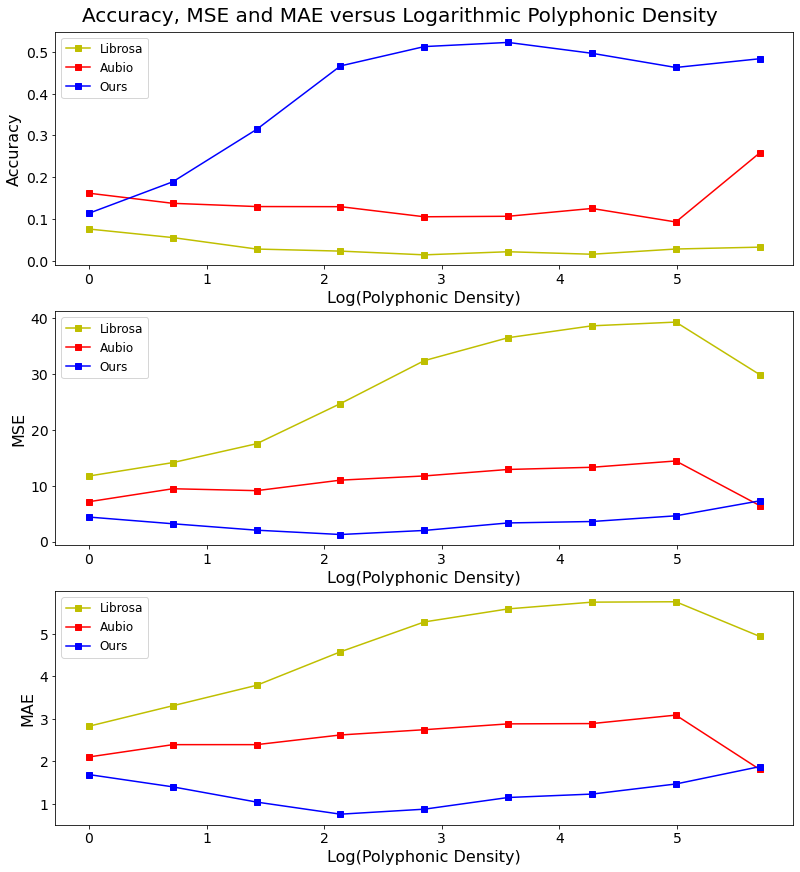 Accuracy, MSE and MAE versus Logarithmic Polyphonic Density
Librosa
Aubio
Ours
Accuracy
0.5
0.4
0.3
0.2
0.1
0.0
0 1 2 3 4 5
Log(Polyphonic Density)
Librosa
Aubio
Ours
MSE
40
30
20
10
0
0 1 2 3 4 5
Log(Polyphonic Density)
Librosa
Aubio
Ours
MAE
5
4
3
2
1
0 1 2 3 4 5
Log(Polyphonic Density)